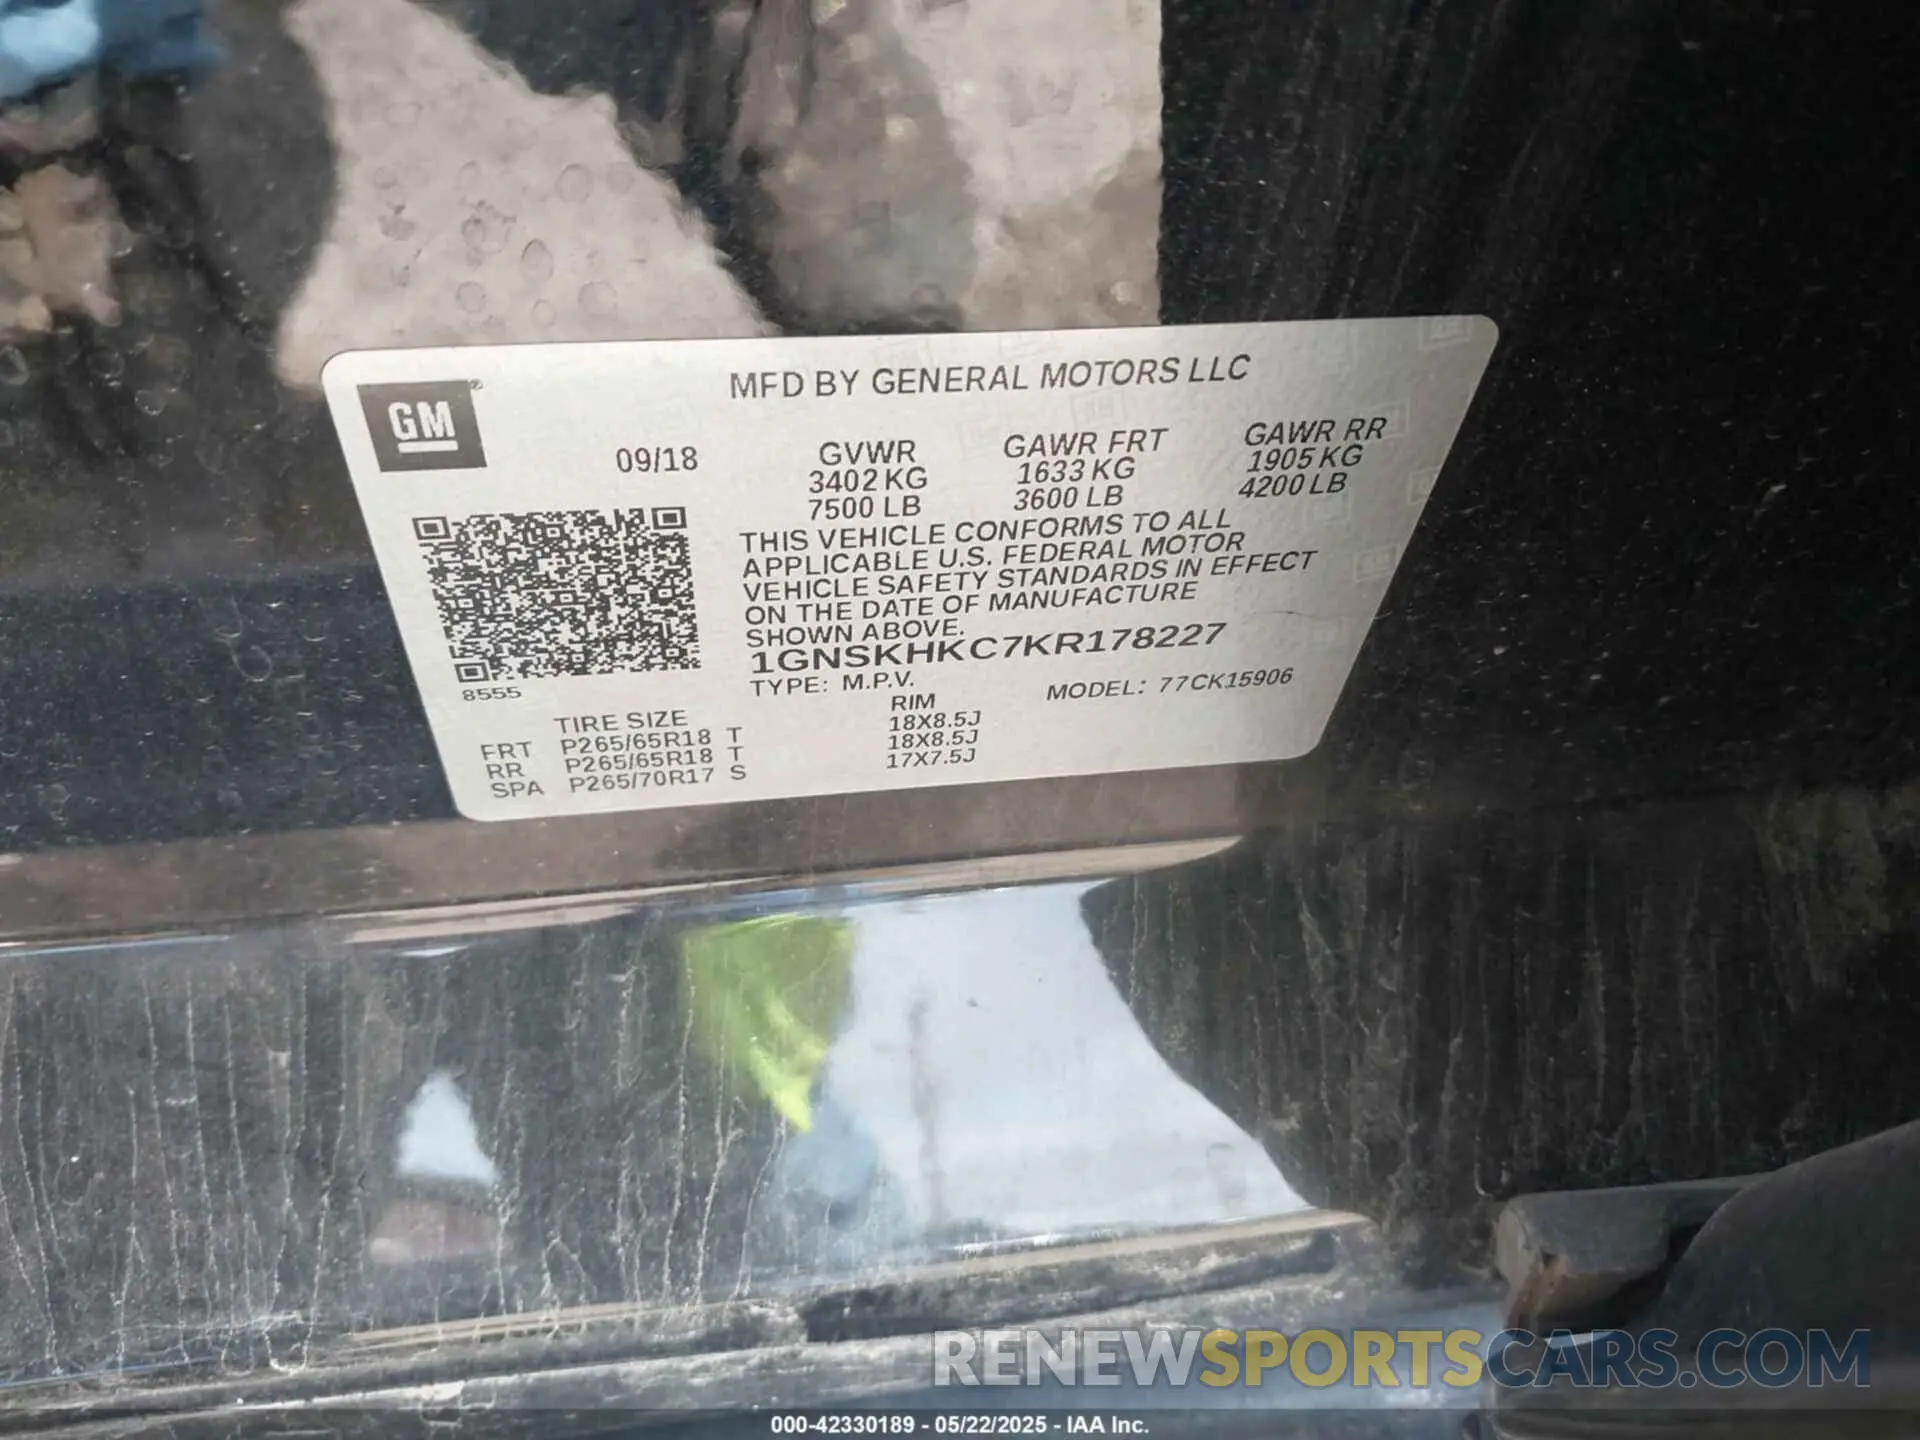 GM®
MFD BY GENERAL MOTORS LLC
09/18
GVWR GAWR FRT GAWR RR
3402 KG 1633 KG 1905 KG
7500 LB 3600 LB 4200 LB
THIS VEHICLE CONFORMS TO ALL
APPLICABLE U.S. FEDERAL MOTOR
VEHICLE SAFETY STANDARDS IN EFFECT
ON THE DATE OF MANUFACTURE
SHOWN ABOVE.
1GNSKHKC7KR178227
8555
TYPE: M.P.V. MODEL: 77CK15906
TIRE SIZE RIM
FRT P265/65R18 T 18X8.5J
RR P265/65R18 T 18X8.5J
SPA P265/70R17 S 17X7.5J
RENEWSPORTSCARS.COM
000-42330189 - 05/22/2025 - IAA Inc.